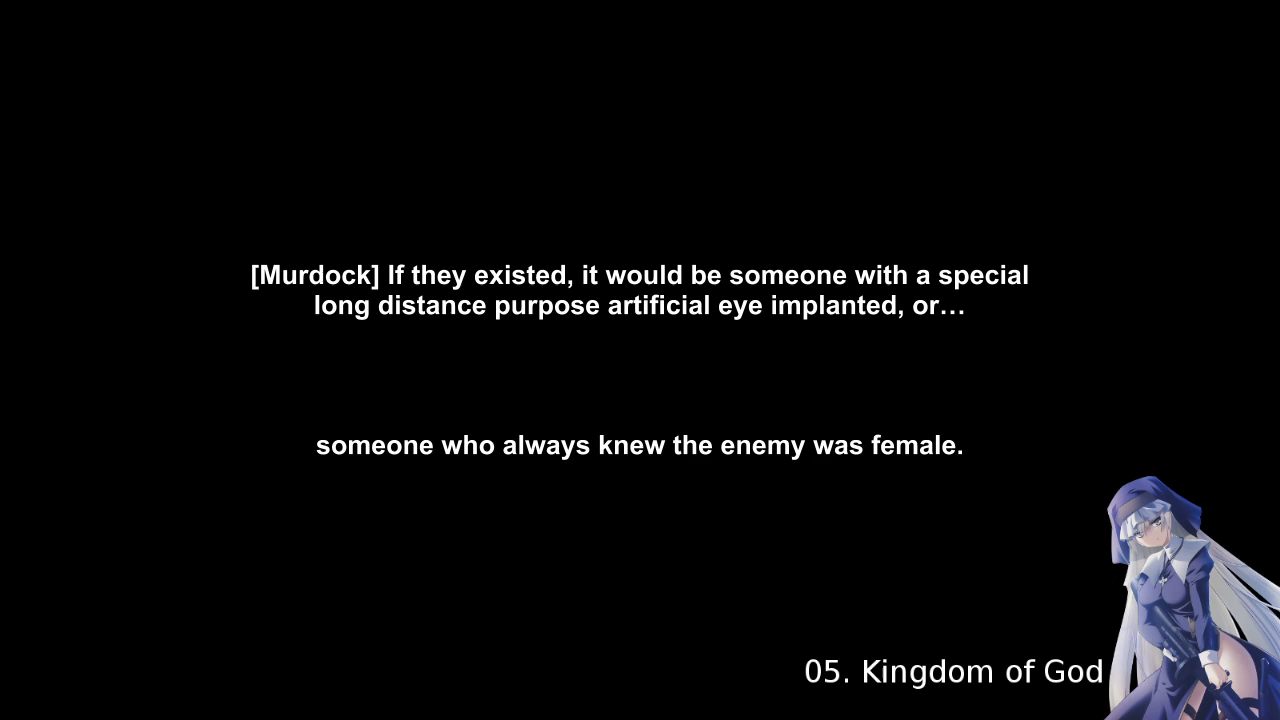 [Murdock] If they existed, it would be someone with a special
long distance purpose artificial eye implanted, or…
someone who always knew the enemy was female.
05. Kingdom of God